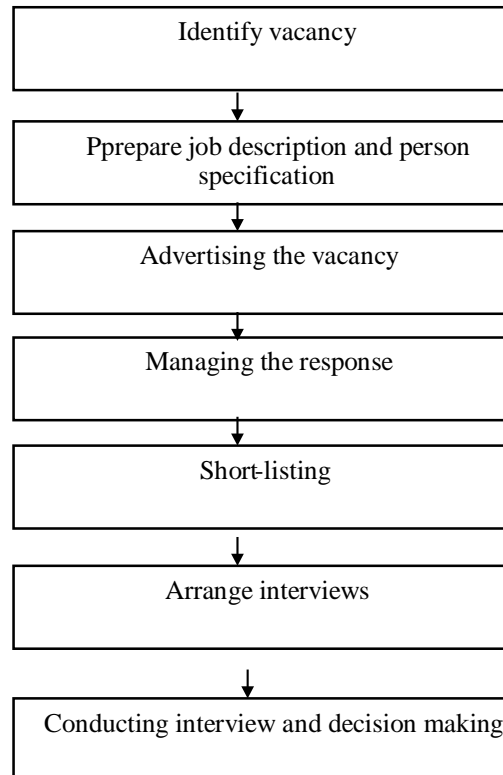 Identify vacancy
Pprepare job description and person
specification
Advertising the vacancy
Managing the response
Short-listing
Arrange interviews
Conducting interview and decision making